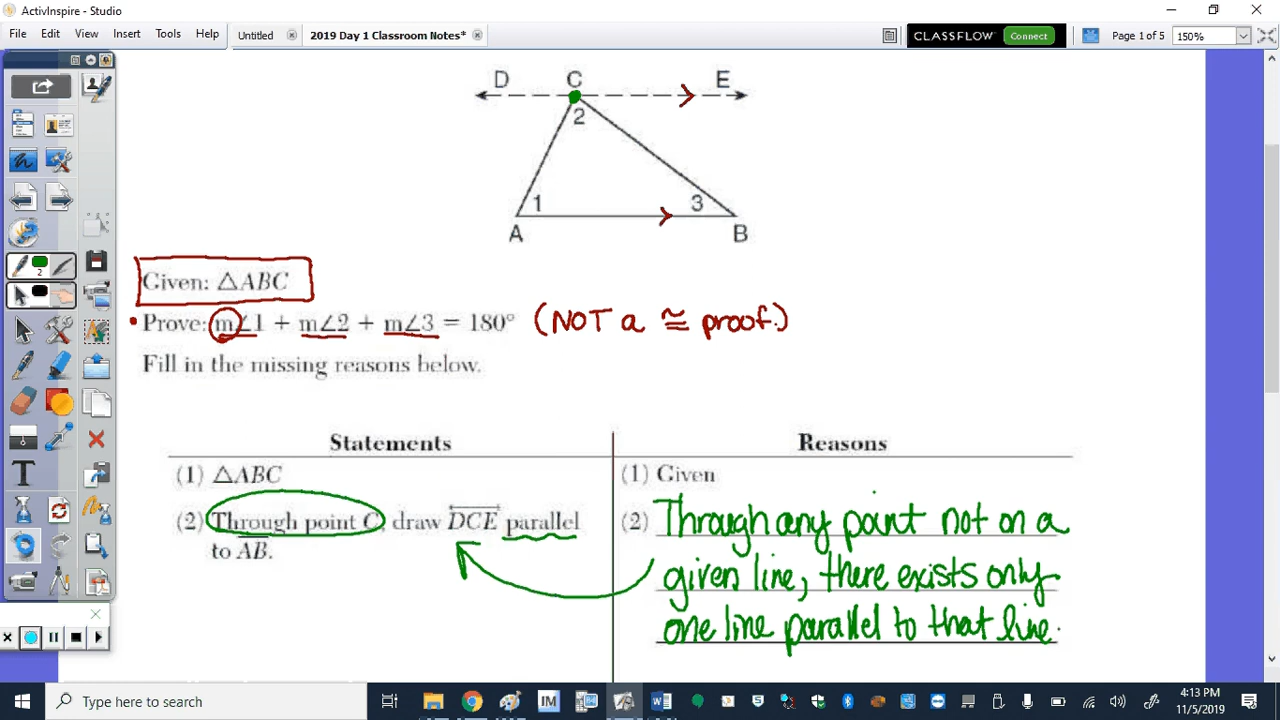 ActivInspire - Studio
File Edit View Insert Tools Help Untitled 2019 Day 1 Classroom Notes* CLASSFLOW Connect Page 1 of 5 150%
D C E
2
1 3
A B
Given: △ABC
Prove: m∠1 + m∠2 + m∠3 = 180° (NOT a ≅ proof.)
Fill in the missing reasons below.
Statements Reasons
(1) △ABC (1) Given
(2) Through point C, draw DCE parallel (2) Through any point not on a
to AB. given line, there exists only
one line parallel to that line.
T
2
Type here to search
IM
4:13 PM
11/5/2019